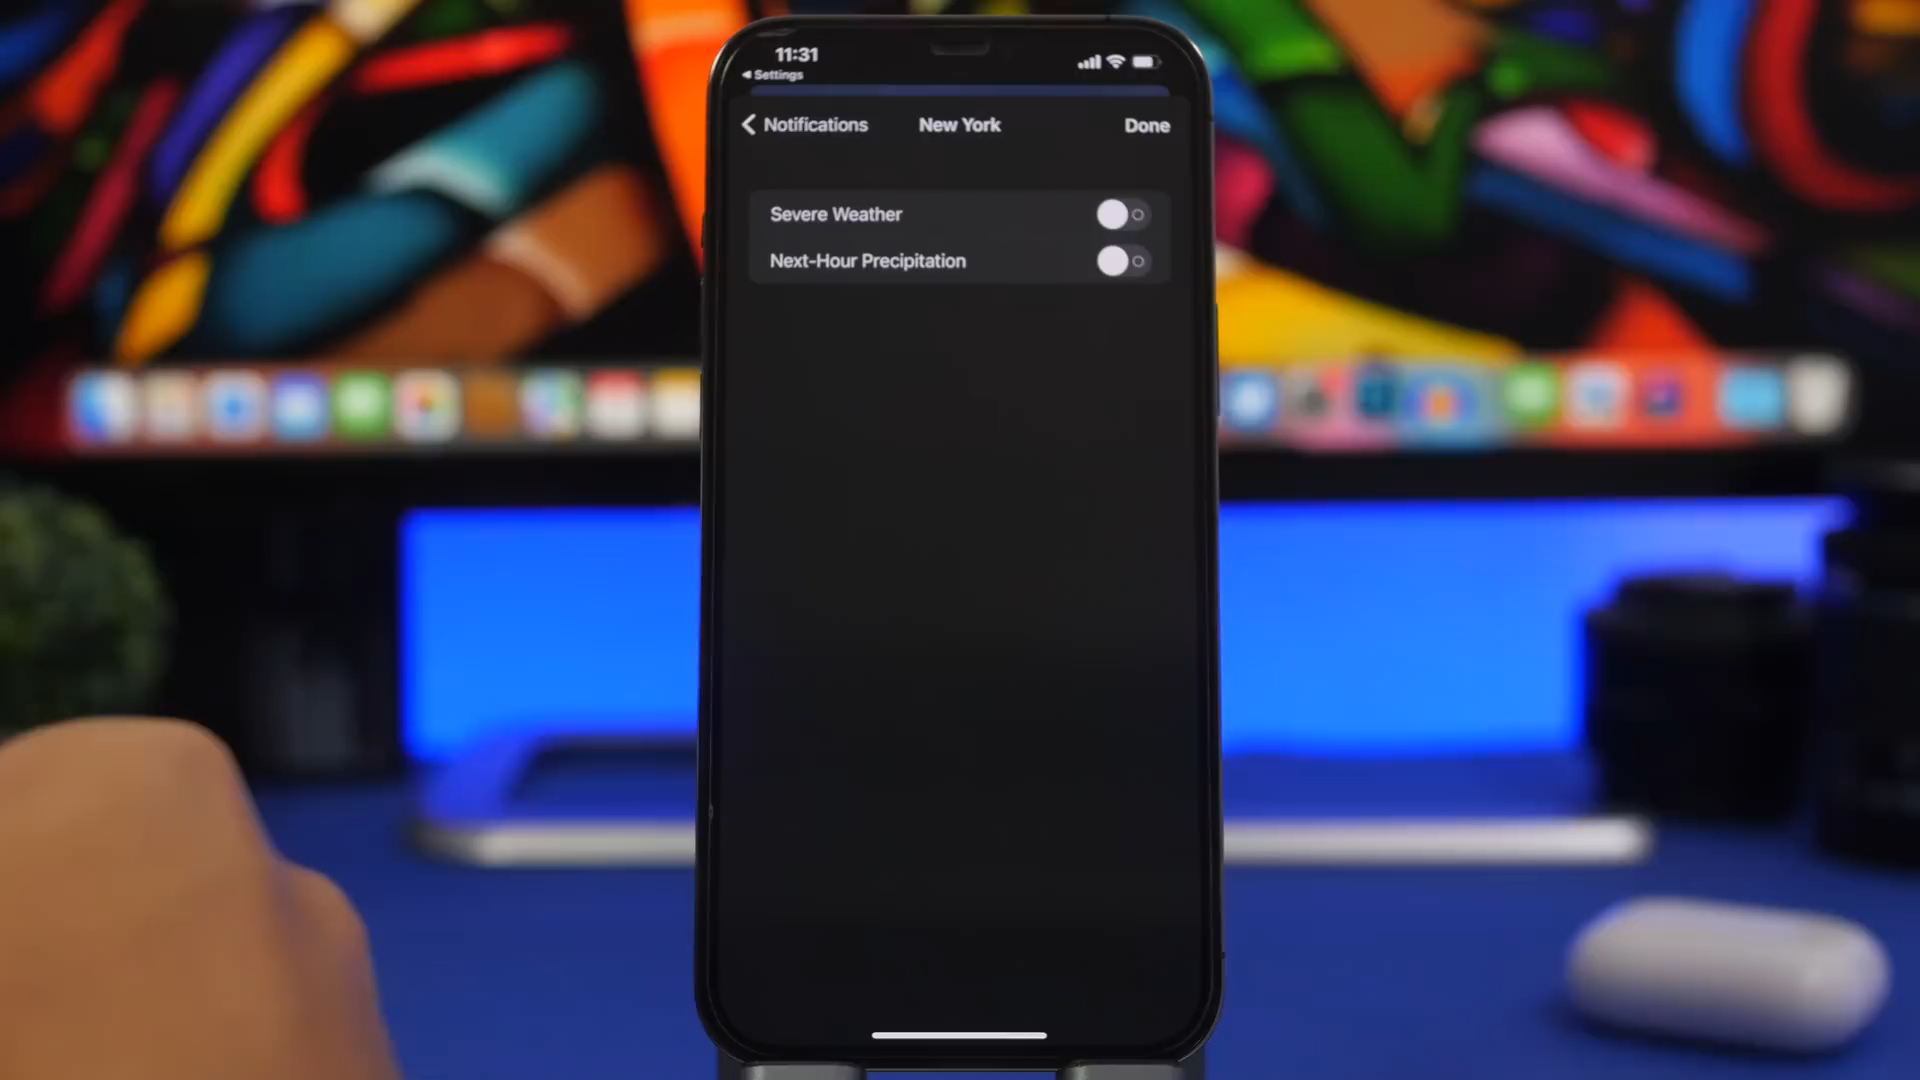 11:31
Settings
Notifications
New York
Done
Severe Weather
Next-Hour Precipitation